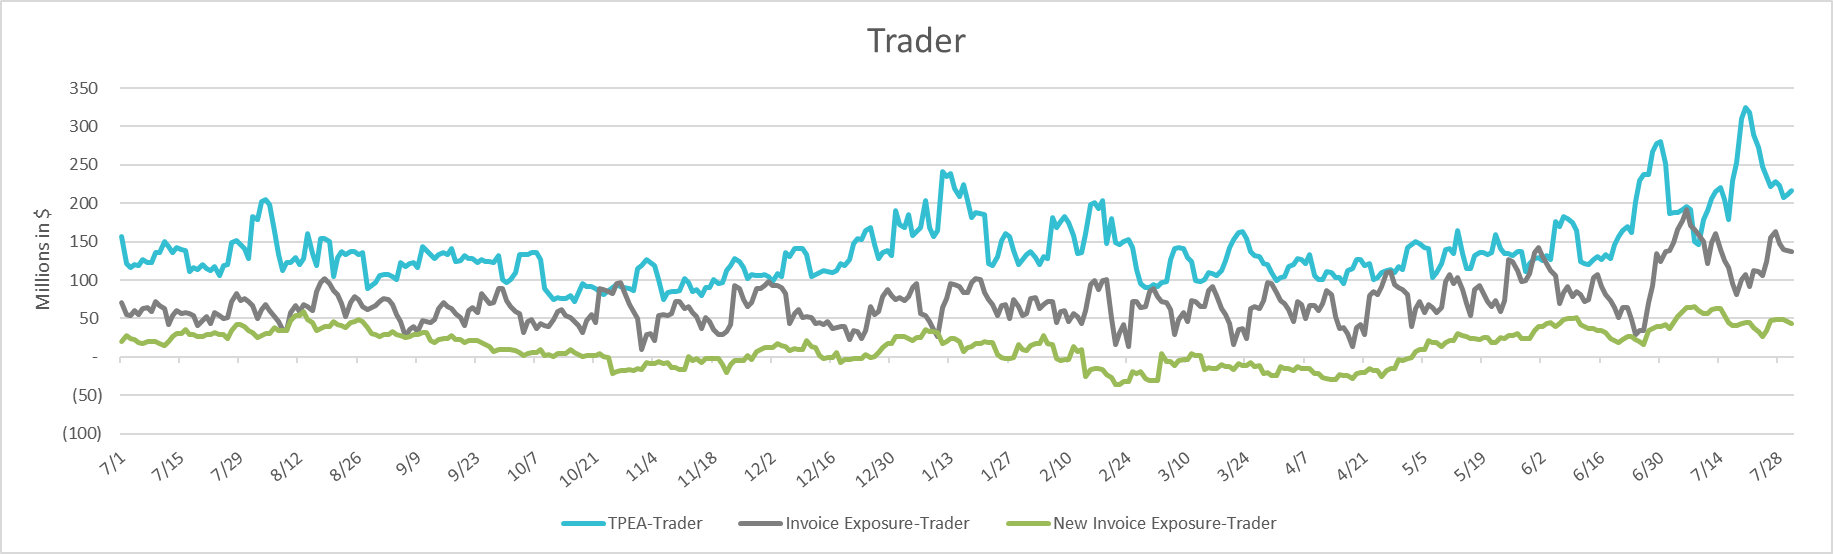 Trader
Millions in $
350
300
250
200
150
100
50
-
(50)
(100)
7/1 7/15 7/29 8/12 8/26 9/9 9/23 10/7 10/21 11/4 11/18 12/2 12/16 12/30 1/13 1/27 2/10 2/24 3/10 3/24 4/7 4/21 5/5 5/19 6/2 6/16 6/30 7/14 7/28
TPEA-Trader Invoice Exposure-Trader New Invoice Exposure-Trader